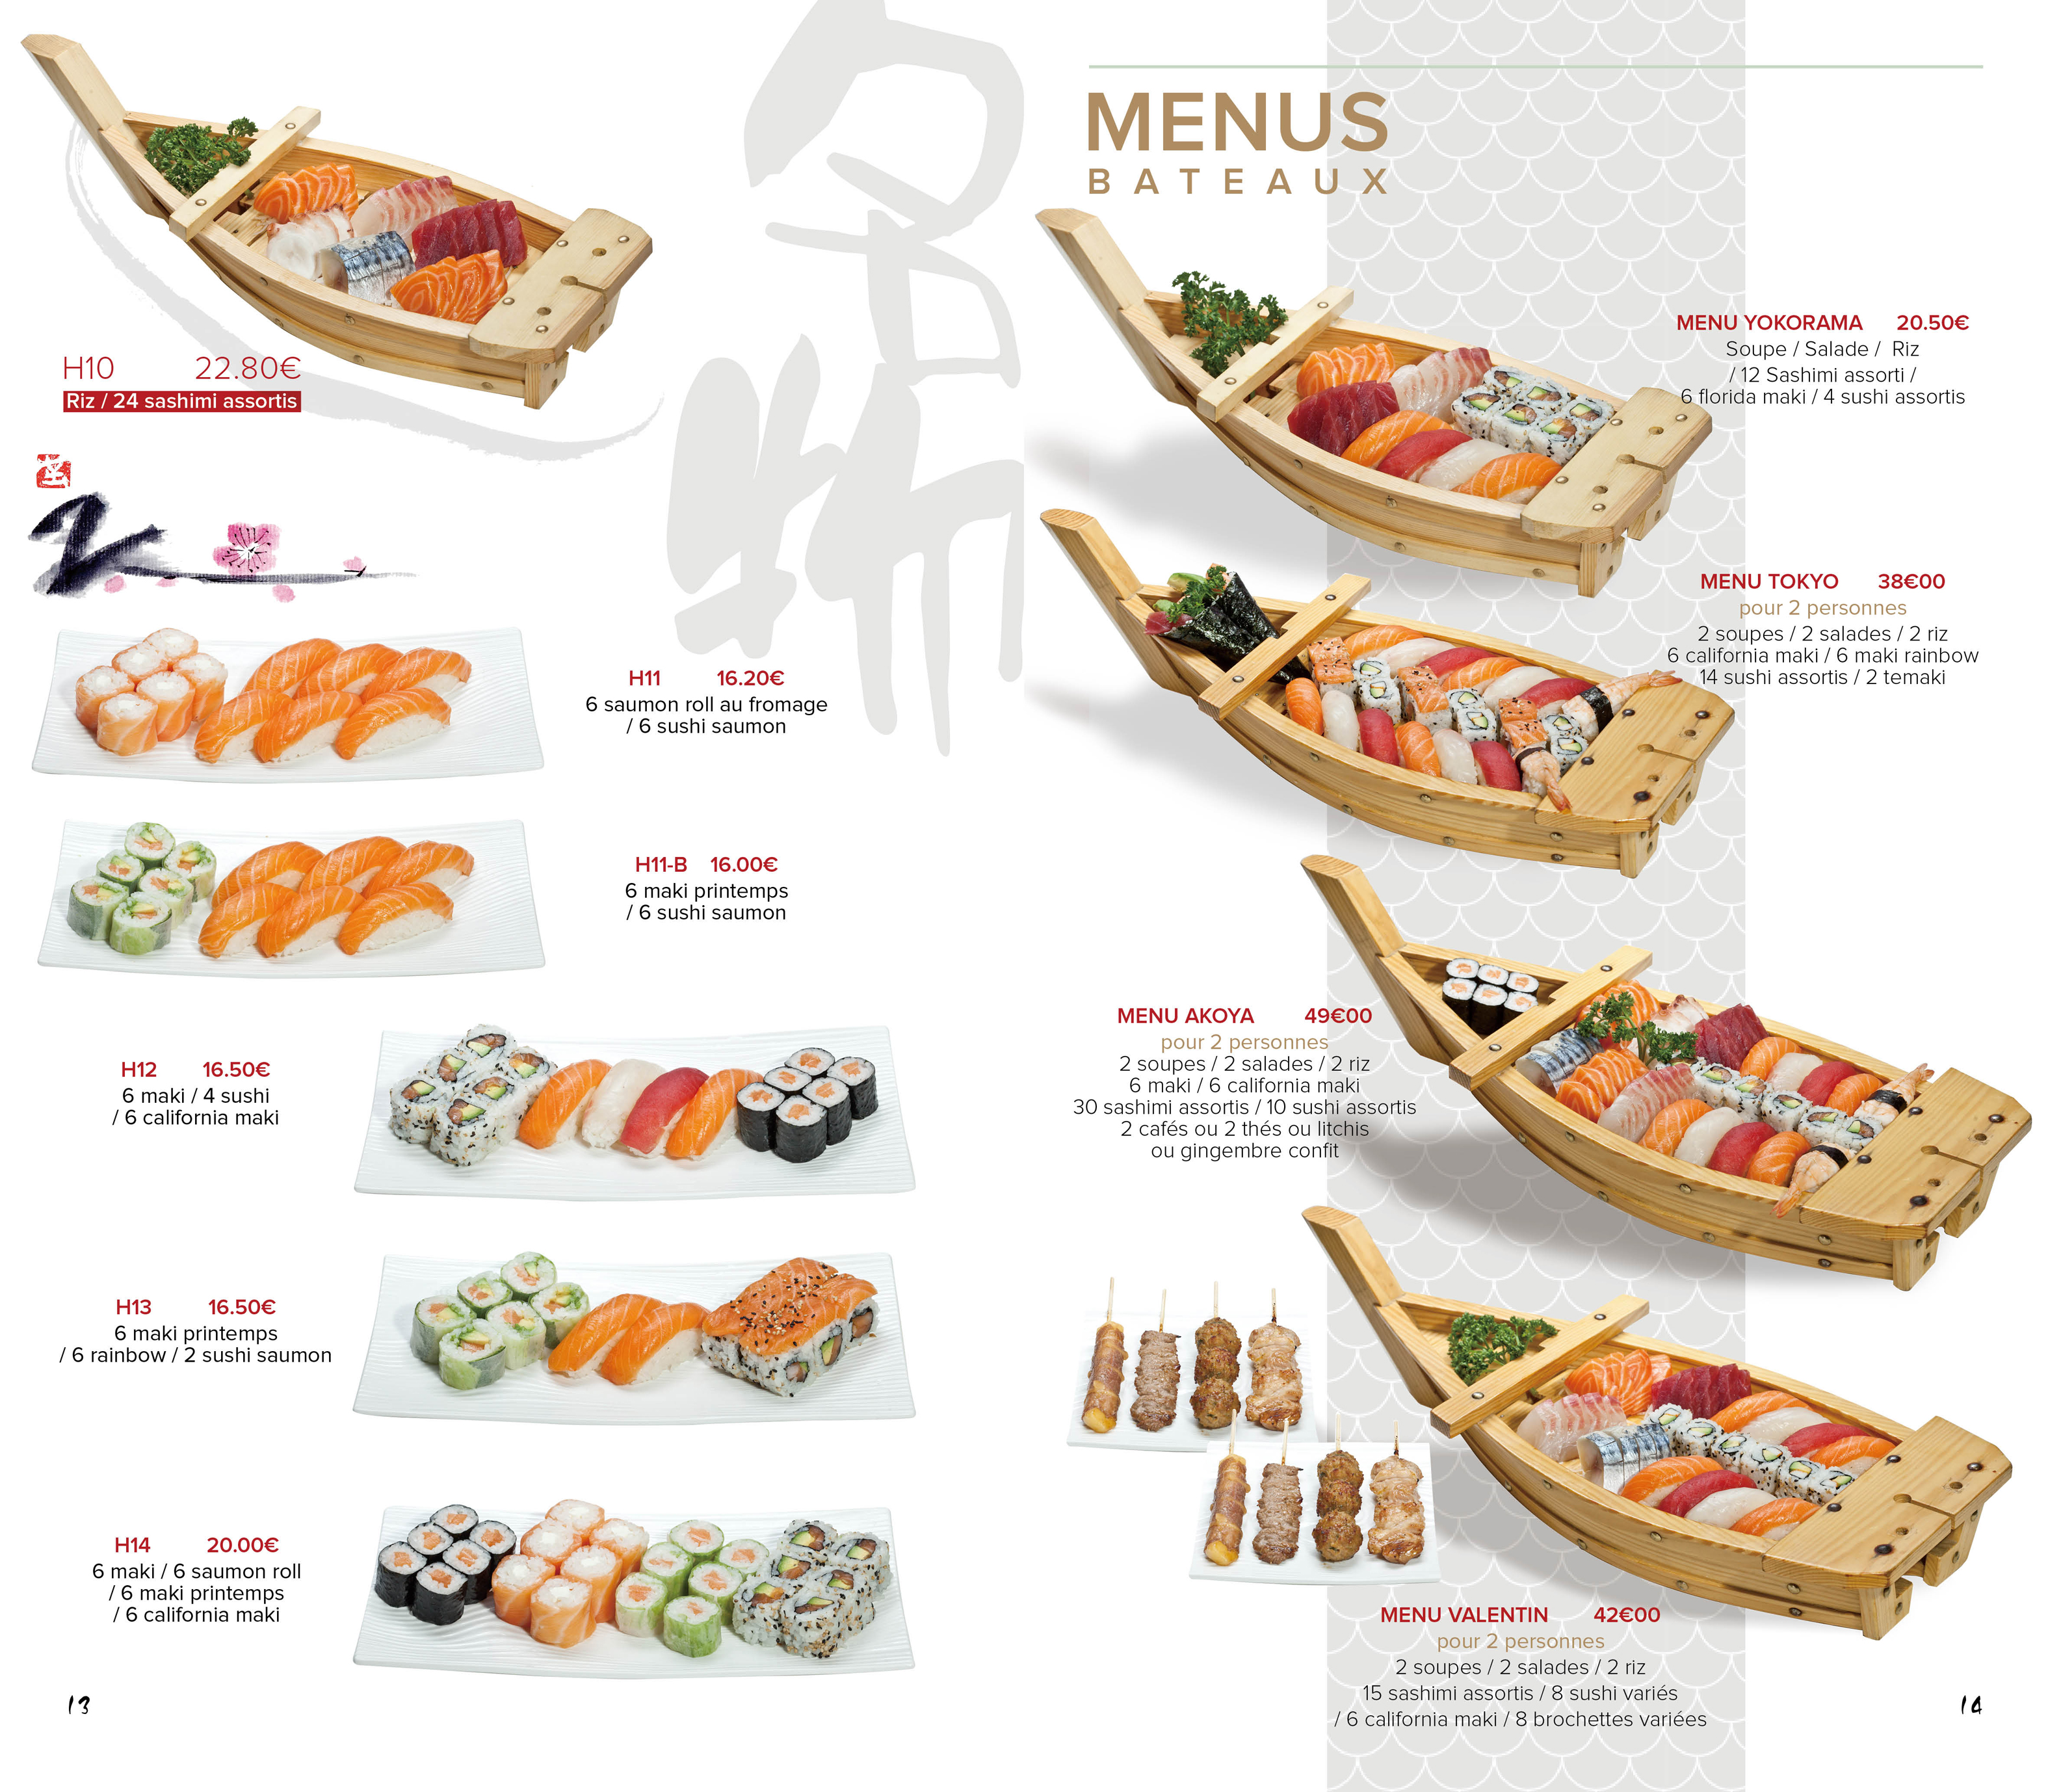 H10 22.80€
Riz / 24 sashimi assortis
H11 16.20€
6 saumon roll au fromage
/ 6 sushi saumon
H11-B 16.00€
6 maki printemps
/ 6 sushi saumon
H12 16.50€
6 maki / 4 sushi
/ 6 california maki
H13 16.50€
6 maki printemps
/ 6 rainbow / 2 sushi saumon
H14 20.00€
6 maki / 6 saumon roll
/ 6 maki printemps
/ 6 california maki
13
MENUS
BATEAUX
MENU YOKORAMA 20.50€
Soupe / Salade / Riz
/ 12 Sashimi assorti /
6 florida maki / 4 sushi assortis
MENU TOKYO 38€00
pour 2 personnes
2 soupes / 2 salades / 2 riz
6 california maki / 6 maki rainbow
14 sushi assortis / 2 temaki
MENU AKOYA 49€00
pour 2 personnes
2 soupes / 2 salades / 2 riz
6 maki / 6 california maki
30 sashimi assortis / 10 sushi assortis
2 cafés ou 2 thés ou litchis
ou gingembre confit
MENU VALENTIN 42€00
pour 2 personnes
2 soupes / 2 salades / 2 riz
15 sashimi assortis / 8 sushi variés
/ 6 california maki / 8 brochettes variées
14